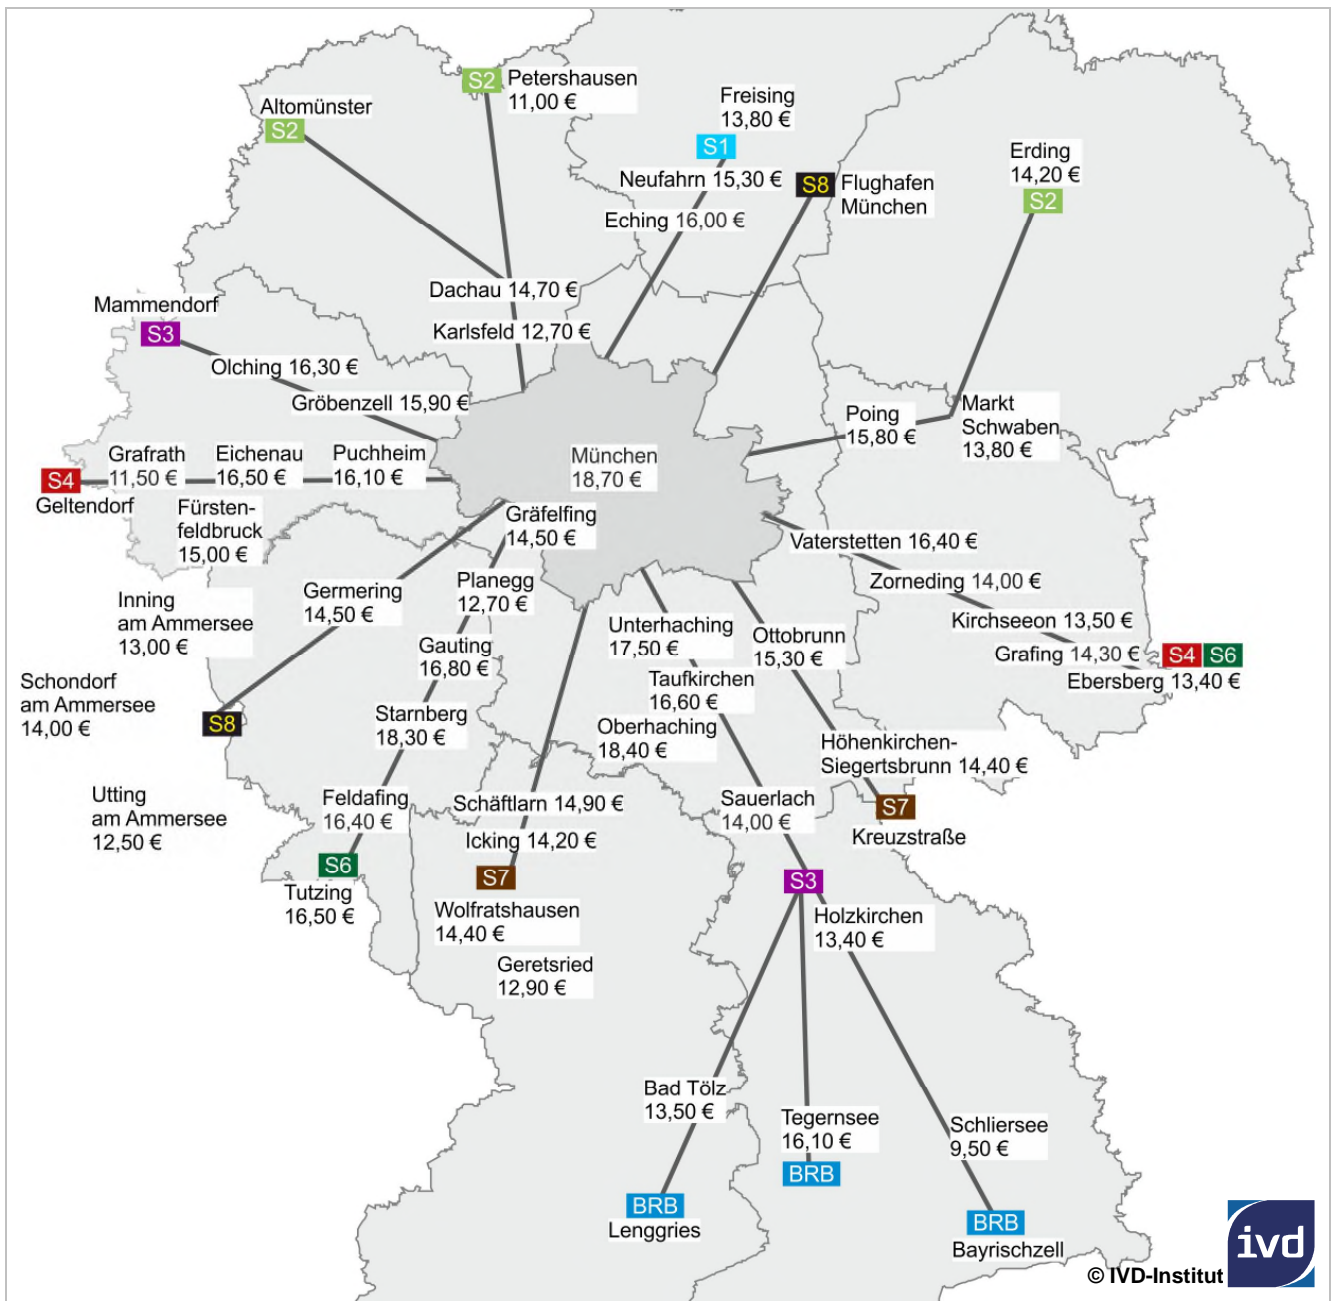 S2
Petershausen
11,00 €
Altomünster
S2
Freising
13,80 €
S1
Neufahrn 15,30 €
Eching 16,00 €
S8
Flughafen
München
Erding
14,20 €
S2
Dachau 14,70 €
Karlsfeld 12,70 €
Mammendorf
S3
Olching 16,30 €
Gröbenzell 15,90 €
Poing
15,80 €
Markt
Schwaben
13,80 €
S4
Geltendorf
Grafrath
11,50 €
Eichenau
16,50 €
Puchheim
16,10 €
München
18,70 €
Fürsten-
feldbruck
15,00 €
Gräfelfing
14,50 €
Vaterstetten 16,40 €
Zorneding 14,00 €
Kirchseeon 13,50 €
Grafing 14,30 €
S4
S6
Ebersberg 13,40 €
Germering
14,50 €
Planegg
12,70 €
Inning
am Ammersee
13,00 €
Gauting
16,80 €
Unterhaching
17,50 €
Ottobrunn
15,30 €
Schondorf
am Ammersee
14,00 €
S8
Starnberg
18,30 €
Taufkirchen
16,60 €
Oberhaching
18,40 €
Höhenkirchen-
Siegertsbrunn 14,40 €
S7
Kreuzstraße
Utting
am Ammersee
12,50 €
Feldafing
16,40 €
S6
Tutzing
16,50 €
Schäftlarn 14,90 €
Icking 14,20 €
S7
Wolfratshausen
14,40 €
Geretsried
12,90 €
Sauerlach
14,00 €
S3
Holzkirchen
13,40 €
Bad Tölz
13,50 €
BRB
Lenggries
Tegernsee
16,10 €
BRB
Schliersee
9,50 €
BRB
Bayrischzell
ivd
© IVD-Institut